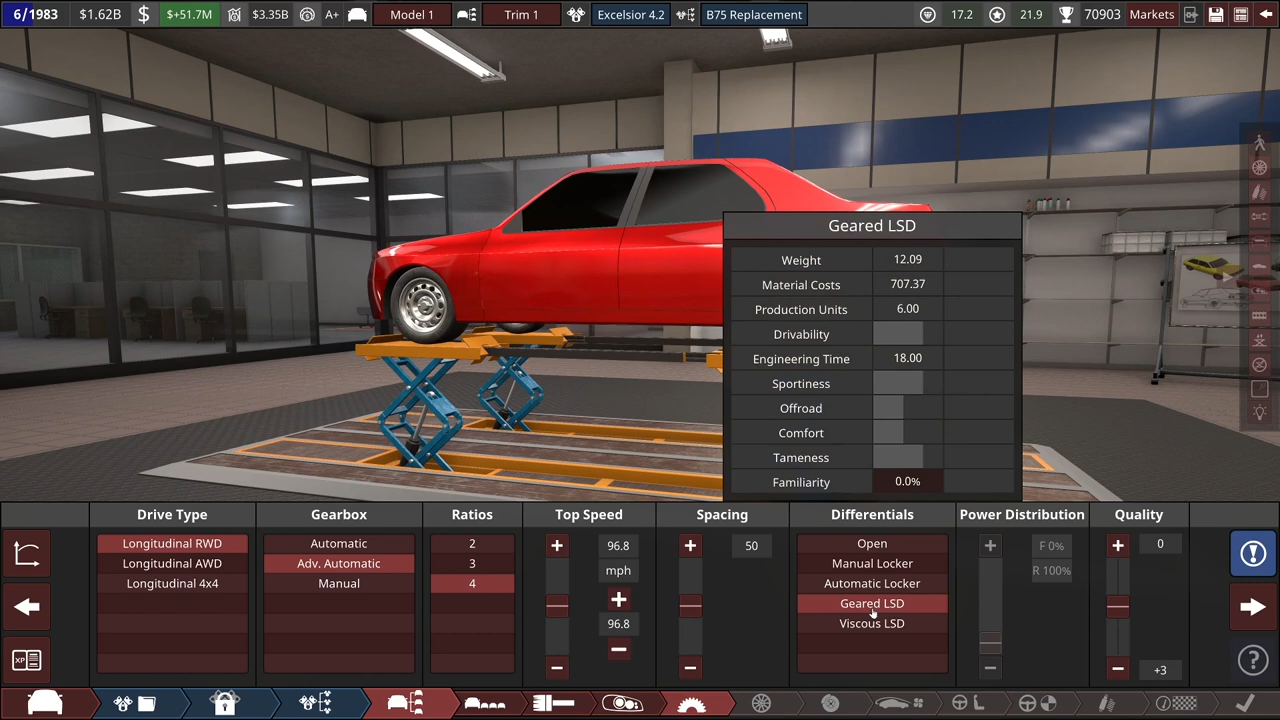 6/1983 $1.62B $+51.7M $3.35B A+ Model 1 Trim 1 Excelsior 4.2 B75 Replacement 17.2 21.9 70903 Markets
Geared LSD
Weight 12.09
Material Costs 707.37
Production Units 6.00
Drivability
Engineering Time 18.00
Sportiness
Offroad
Comfort
Tameness
Familiarity 0.0%
Drive Type Gearbox Ratios Top Speed Spacing Differentials Power Distribution Quality
Longitudinal RWD Automatic 2 + 96.8 + 50 Open + F 0% + 0
Longitudinal AWD Adv. Automatic 3 mph Manual Locker R 100%
Longitudinal 4x4 Manual 4 Automatic Locker
+ Geared LSD
96.8 Viscous LSD
XP - - - - - +3 ?